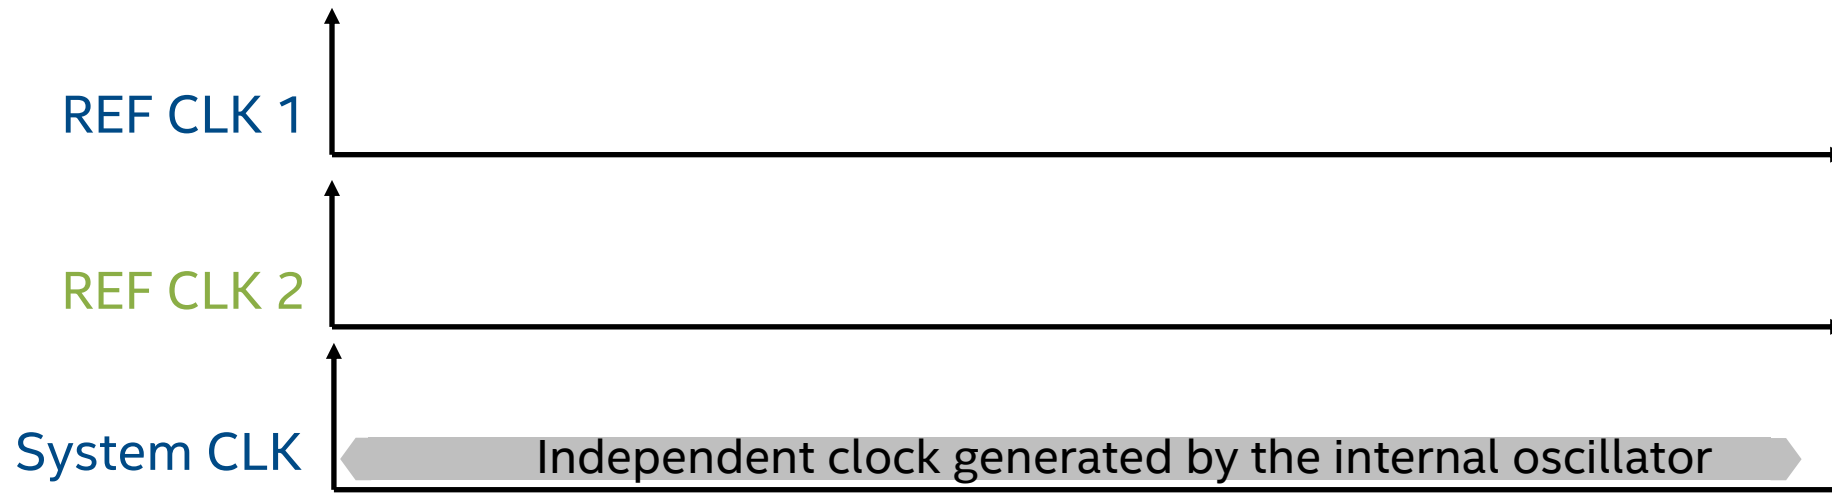 REF CLK 1
REF CLK 2
System CLK
Independent clock generated by the internal oscillator